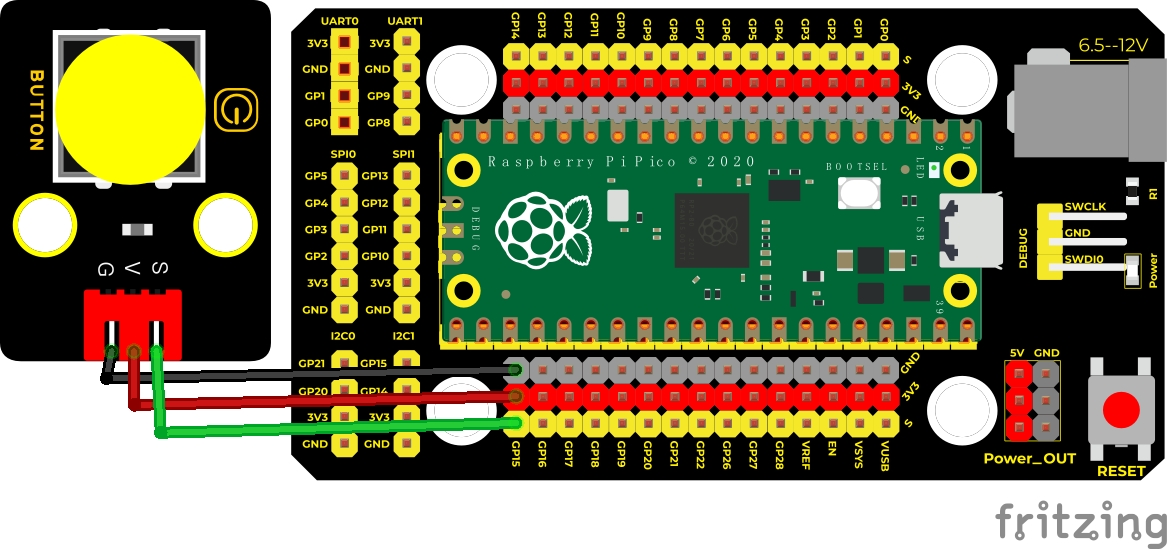 BUTTON
G V S
UART0 UART1
3V3 3V3
GND GND
GP1 GP9
GP0 GP8
SPI0 SPI1
GP5 GP13
GP4 GP12
GP3 GP11
GP2 GP10
3V3 3V3
GND GND
I2C0 I2C1
GP21 GP15
GP20 GP14
3V3 3V3
GND GND
GP14 GP13 GP12 GP11 GP10 GP9 GP8 GP7 GP6 GP5 GP4 GP3 GP2 GP1 GP0
S
3V3
GND
Raspberry Pi Pico © 2020
BOOTSEL
LED
2 1
DEBUG
USB
39
GND
3V3
S
GP15 GP16 GP17 GP18 GP19 GP20 GP21 GP22 GP26 GP27 GP28 VREF EN VSYS VUSB
6.5--12V
R1
SWCLK
GND
SWDI0
DEBUG
Power
5V GND
Power_OUT
RESET
fritzing